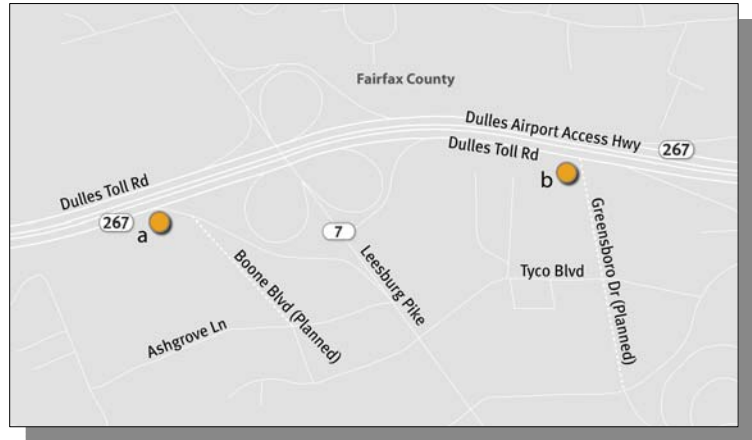 Fairfax County
Dulles Airport Access Hwy
267
Dulles Toll Rd
b
Dulles Toll Rd
267
a
7
Greensboro Dr (Planned)
Boone Blvd (Planned)
Leesburg Pike
Tyco Blvd
Ashgrove Ln